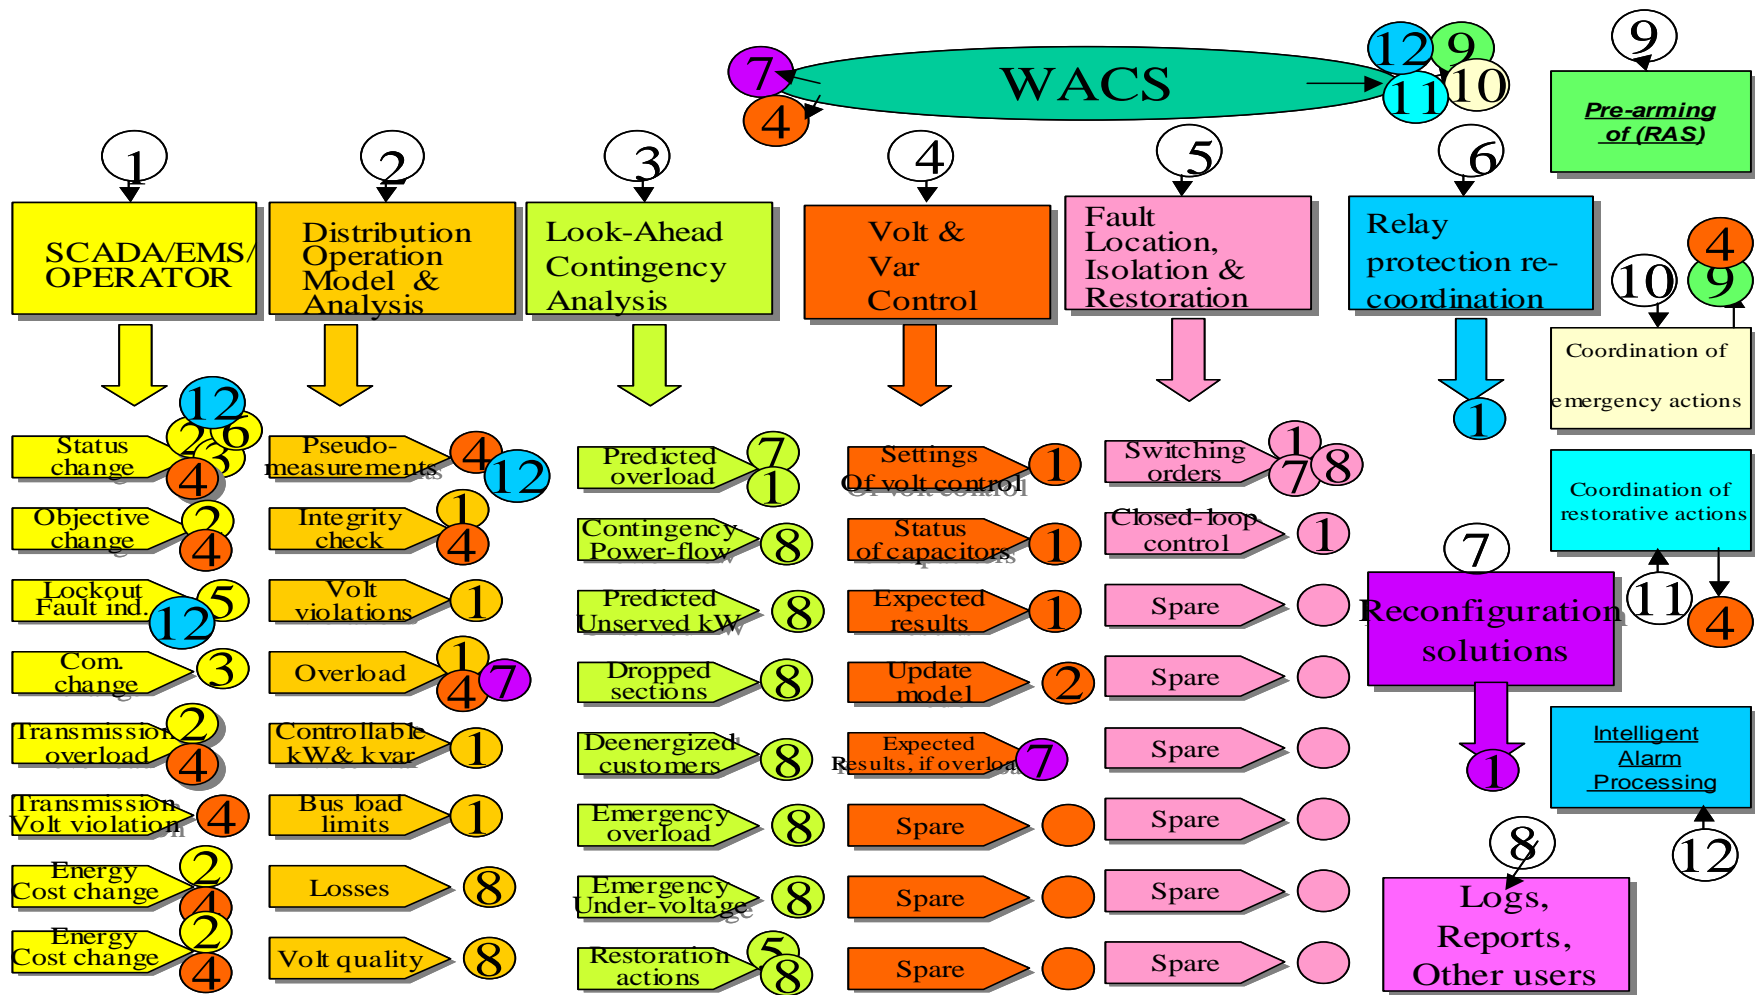 WACS
7
4
12
9
11
10
9
Pre-arming
of (RAS)
1
2
3
4
5
6
SCADA/EMS/
OPERATOR
Distribution
Operation
Model &
Analysis
Look-Ahead
Contingency
Analysis
Volt &
Var
Control
Fault
Location,
Isolation &
Restoration
Relay
protection re-
coordination
10
4
9
Coordination of
emergency actions
1
Coordination of
restorative actions
11
4
7
Reconfiguration
solutions
1
Intelligent
Alarm
Processing
12
8
Logs,
Reports,
Other users
Status
change
12
2
6
3
4
Objective
change
2
4
Lockout
Fault ind.
5
12
Com.
change
3
Transmission
overload
2
4
Transmission
Volt violation
4
Energy
Cost change
2
4
Energy
Cost change
2
4
Pseudo-
measurements
4
12
Integrity
check
1
4
Volt
violations
1
Overload
1
4
7
Controllable
kW& kvar
1
Bus load
limits
1
Losses
8
Volt quality
8
Predicted
overload
7
1
Contingency-
Power-flow
8
Predicted
Unserved kW
8
Dropped
sections
8
Deenergized
customers
8
Emergency
overload
8
Emergency
Under-voltage
8
Restoration
actions
5
8
Settings
Of volt control
1
Status
of capacitors
1
Expected
results
1
Update
model
2
Expected
Results, if overload
7
Spare
Spare
Spare
Switching
orders
1
7
8
Closed-loop
control
1
Spare
Spare
Spare
Spare
Spare
Spare